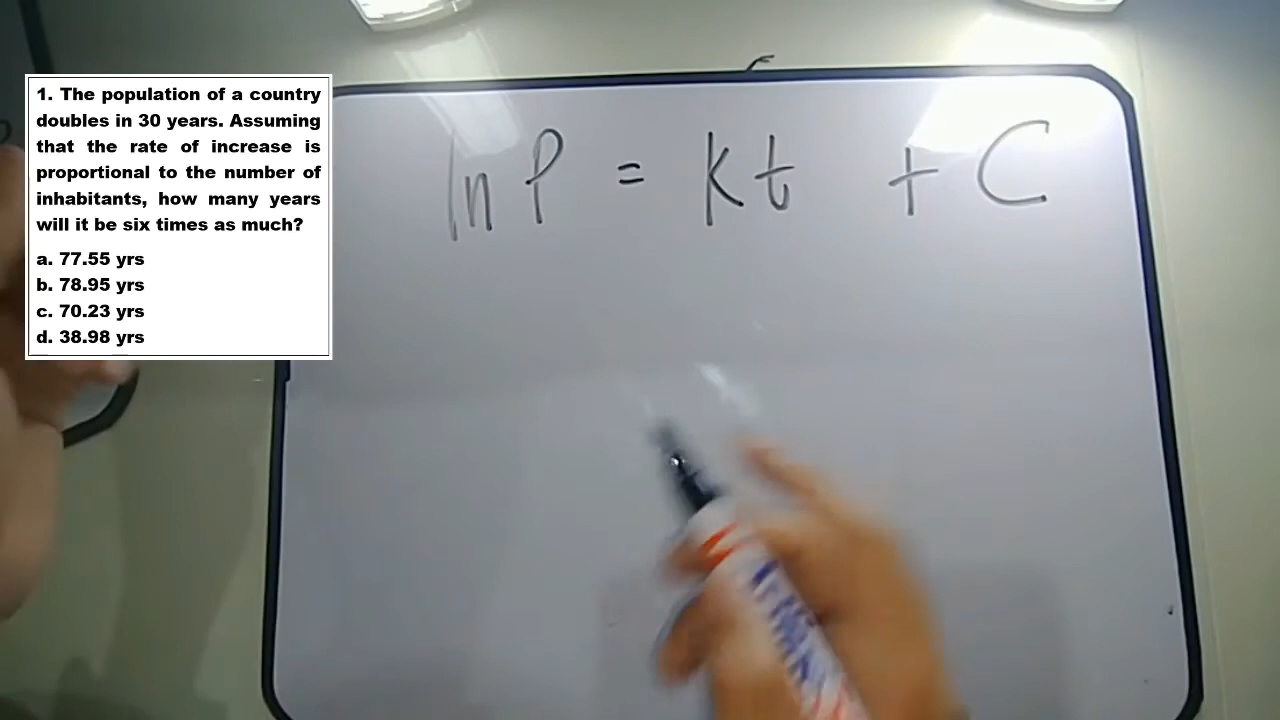 1. The population of a country
doubles in 30 years. Assuming
that the rate of increase is
proportional to the number of
inhabitants, how many years
will it be six times as much?
a. 77.55 yrs
b. 78.95 yrs
c. 70.23 yrs
d. 38.98 yrs
ln P = kt + C